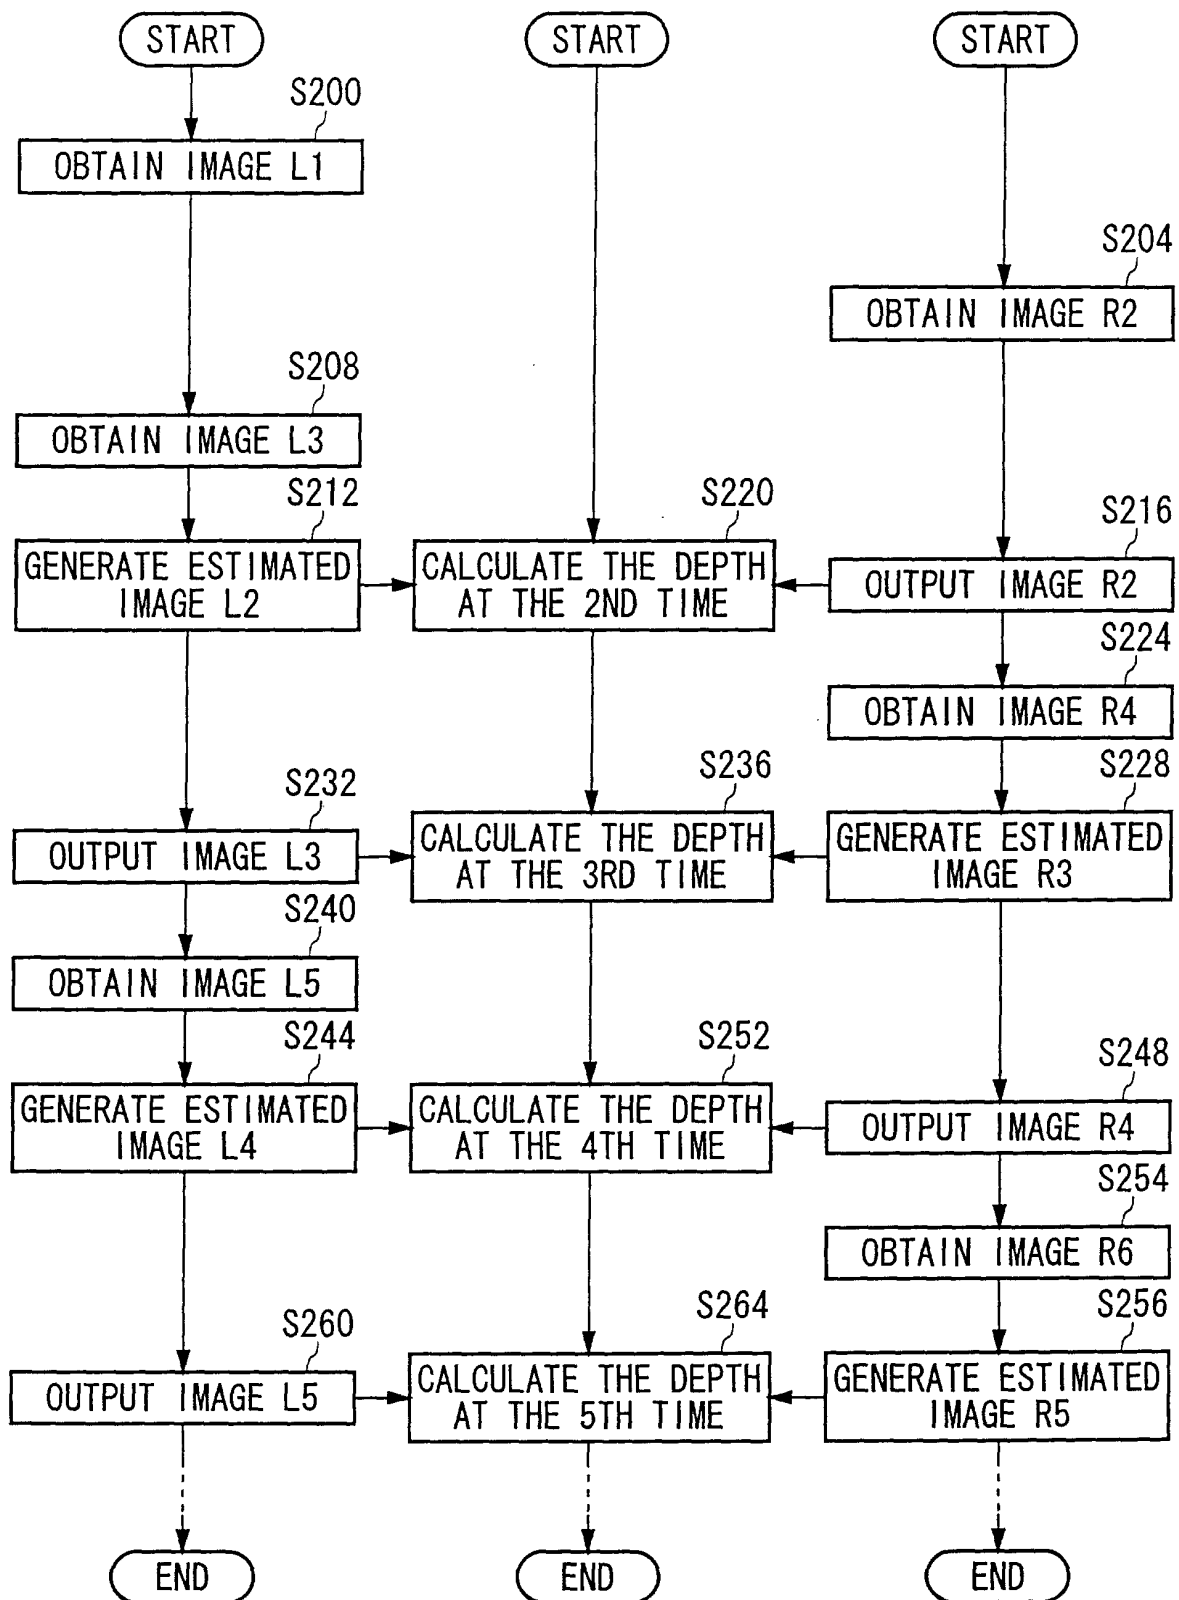 START
START
START
S200
OBTAIN IMAGE L1
S204
OBTAIN IMAGE R2
S208
OBTAIN IMAGE L3
S212
GENERATE ESTIMATED
IMAGE L2
S220
CALCULATE THE DEPTH
AT THE 2ND TIME
S216
OUTPUT IMAGE R2
S224
OBTAIN IMAGE R4
S232
OUTPUT IMAGE L3
S236
CALCULATE THE DEPTH
AT THE 3RD TIME
S228
GENERATE ESTIMATED
IMAGE R3
S240
OBTAIN IMAGE L5
S244
GENERATE ESTIMATED
IMAGE L4
S252
CALCULATE THE DEPTH
AT THE 4TH TIME
S248
OUTPUT IMAGE R4
S254
OBTAIN IMAGE R6
S260
OUTPUT IMAGE L5
S264
CALCULATE THE DEPTH
AT THE 5TH TIME
S256
GENERATE ESTIMATED
IMAGE R5
END
END
END